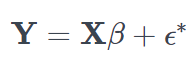 Y = Xβ + ϵ*